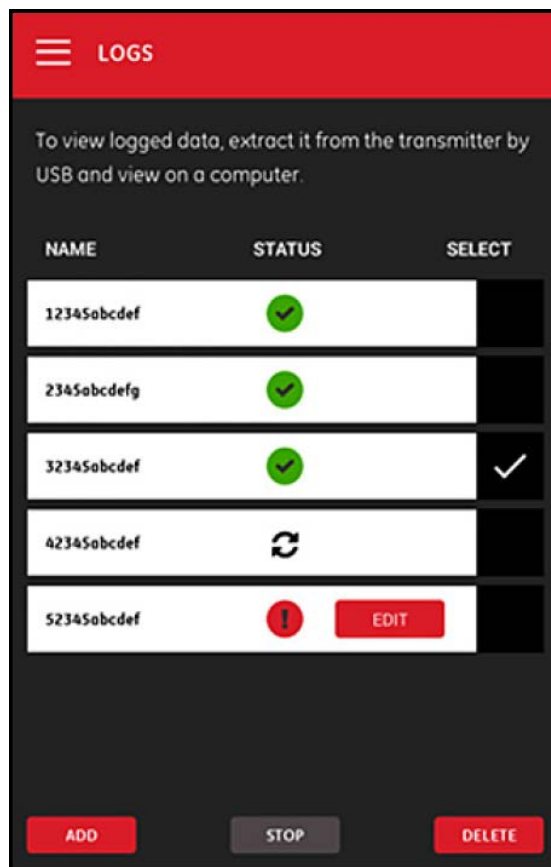 LOGS
To view logged data, extract it from the transmitter by
USB and view on a computer.
NAME STATUS SELECT
12345abcdef
2345abcdefg
32345abcdef
42345abcdef
52345abcdef ! EDIT
ADD STOP DELETE